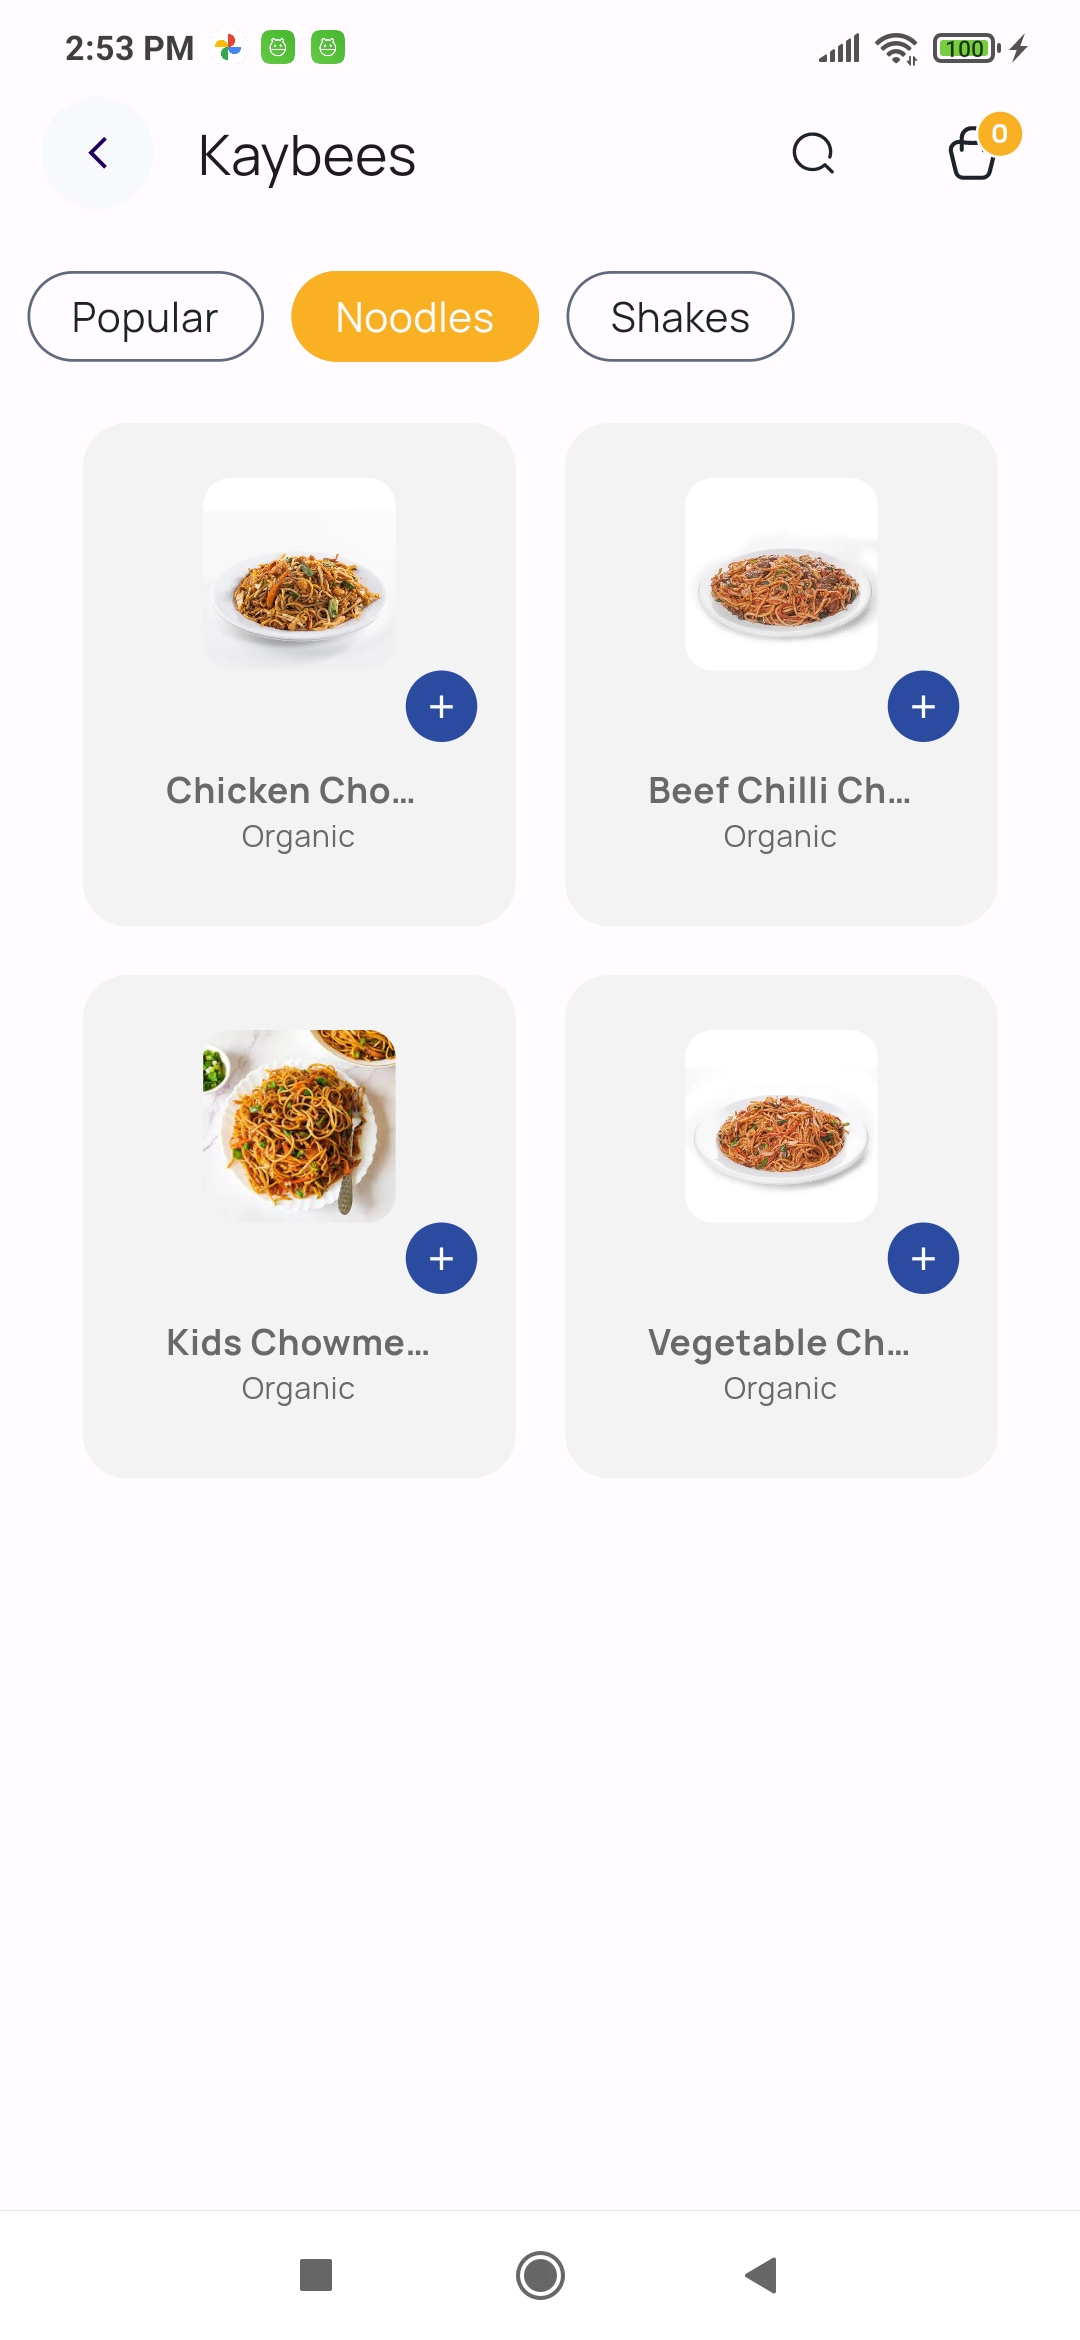 2:53 PM
100
Kaybees
0
Popular
Noodles
Shakes
Chicken Cho...
Organic
Beef Chilli Ch...
Organic
Kids Chowme...
Organic
Vegetable Ch...
Organic